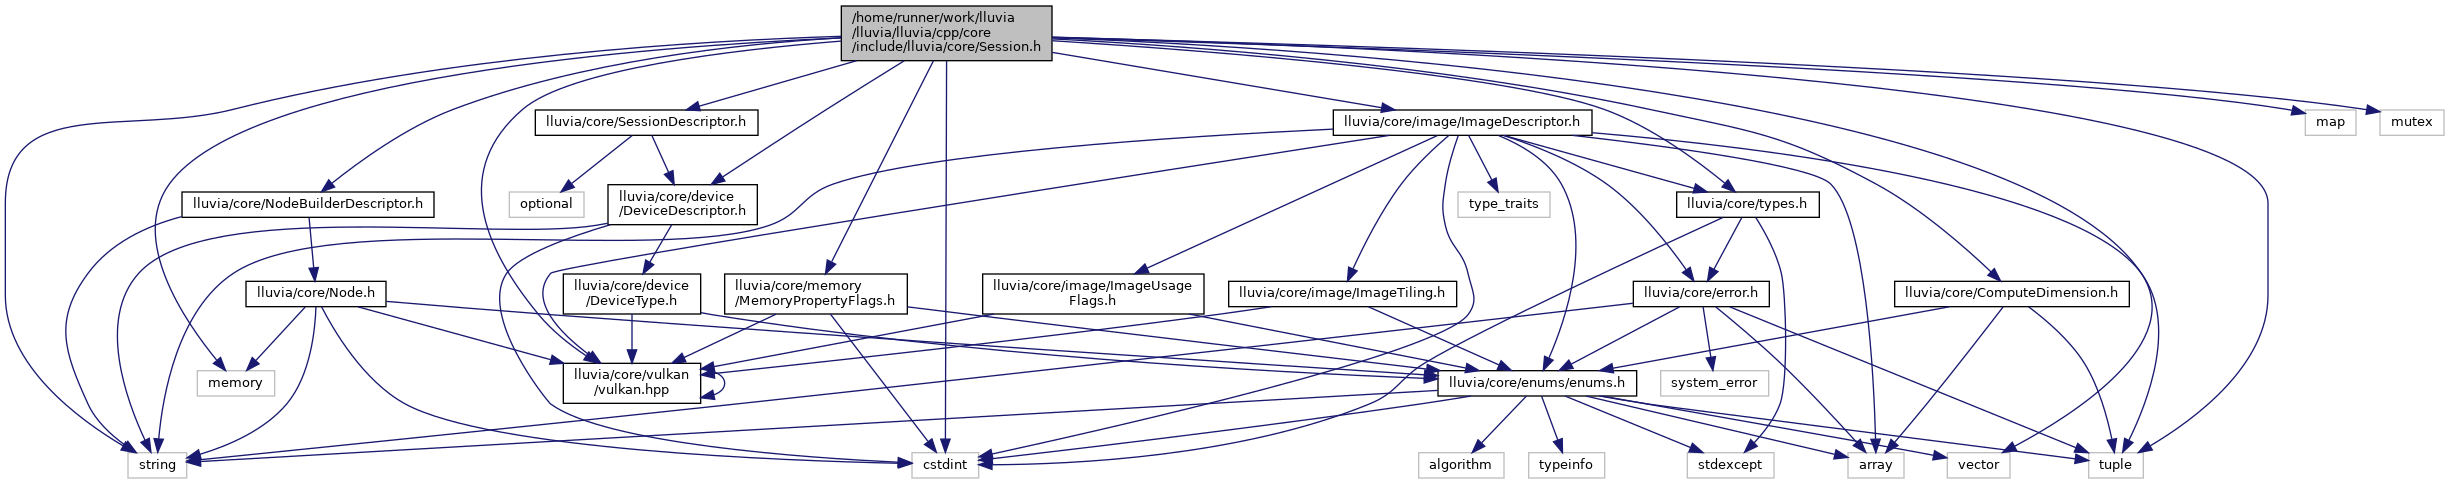 /home/runner/work/lluvia
/lluvia/lluvia/cpp/core
/include/lluvia/core/Session.h
lluvia/core/SessionDescriptor.h
lluvia/core/image/ImageDescriptor.h
map
mutex
lluvia/core/NodeBuilderDescriptor.h
optional
lluvia/core/device
/DeviceDescriptor.h
type_traits
lluvia/core/types.h
lluvia/core/Node.h
lluvia/core/device
/DeviceType.h
lluvia/core/memory
/MemoryPropertyFlags.h
lluvia/core/image/ImageUsage
Flags.h
lluvia/core/image/ImageTiling.h
lluvia/core/error.h
lluvia/core/ComputeDimension.h
memory
lluvia/core/vulkan
/vulkan.hpp
lluvia/core/enums/enums.h
system_error
string
cstdint
algorithm
typeinfo
stdexcept
array
vector
tuple